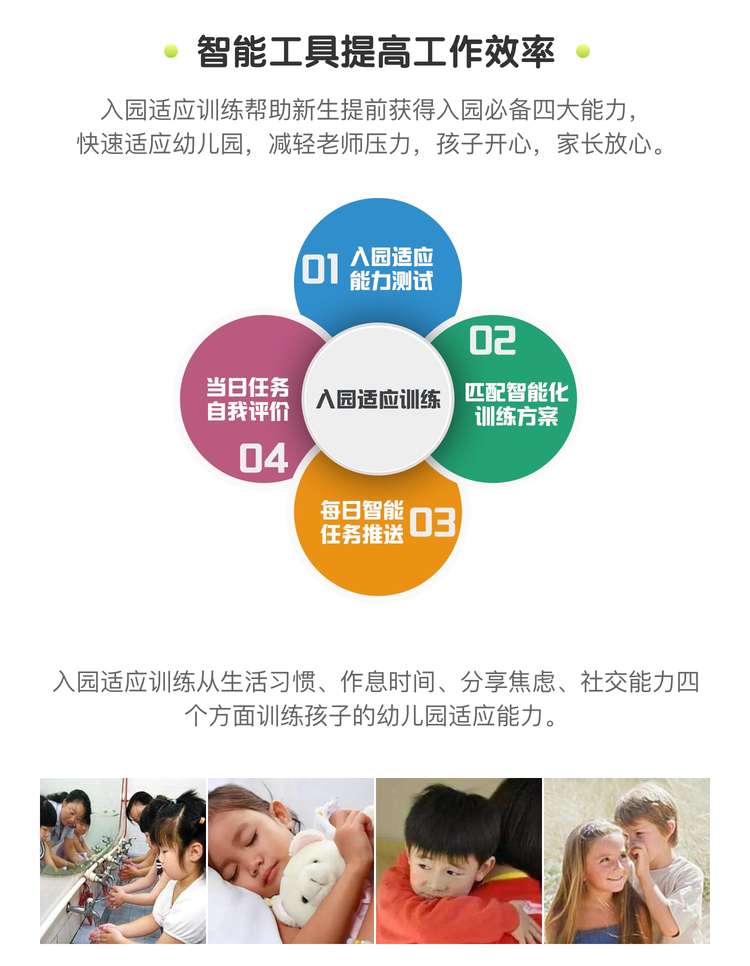 智能工具提高工作效率
入园适应训练帮助新生提前获得入园必备四大能力，
快速适应幼儿园，减轻老师压力，孩子开心，家长放心。
01
入园适应
能力测试
02
匹配智能化
训练方案
入园适应训练
当日任务
自我评价
04
每日智能
任务推送
03
入园适应训练从生活习惯、作息时间、分享焦虑、社交能力四
个方面训练孩子的幼儿园适应能力。